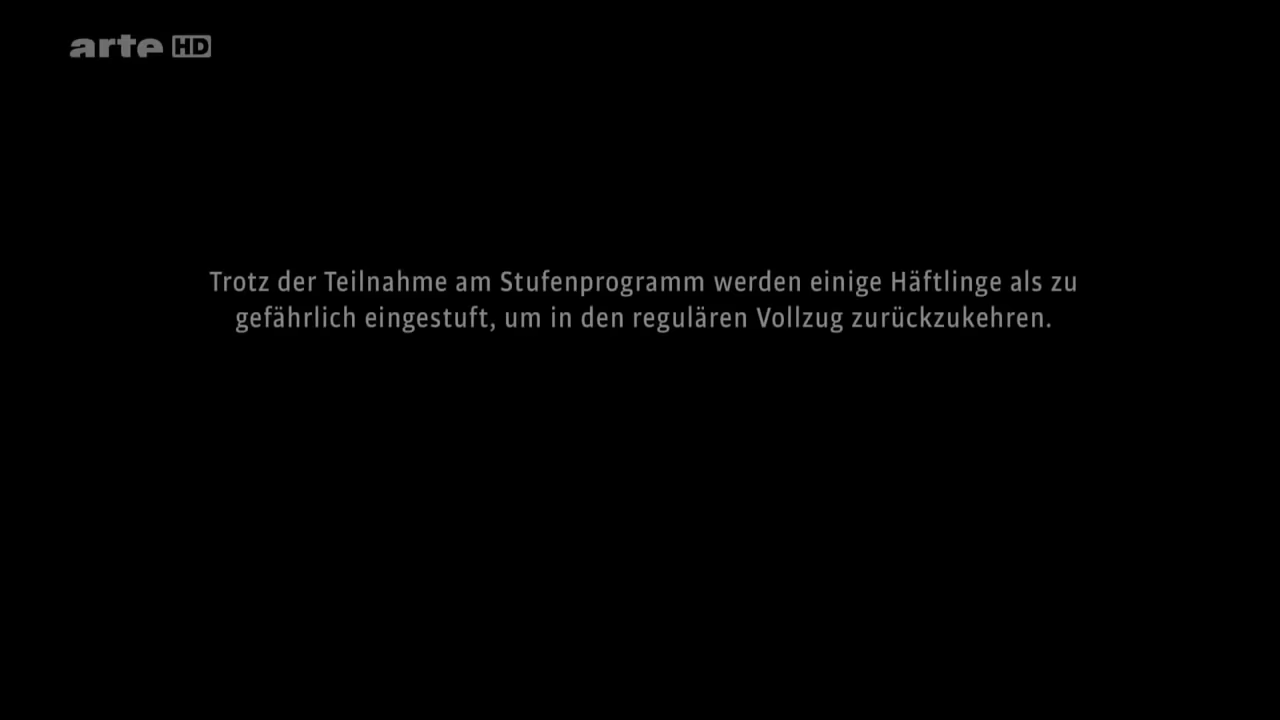 arte HD
Trotz der Teilnahme am Stufenprogramm werden einige Häftlinge als zu
gefährlich eingestuft, um in den regulären Vollzug zurückzukehren.